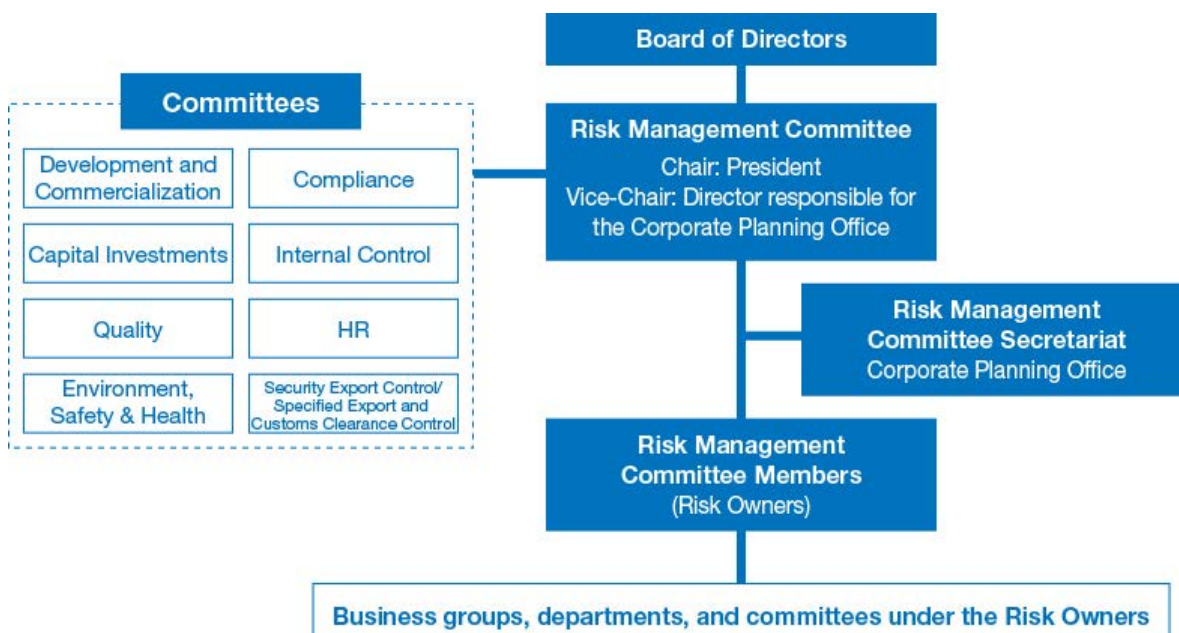 Board of Directors
Committees
Development and
Commercialization
Compliance
Capital Investments
Internal Control
Quality
HR
Environment,
Safety & Health
Security Export Control/
Specified Export and
Customs Clearance Control
Risk Management Committee
Chair: President
Vice-Chair: Director responsible for
the Corporate Planning Office
Risk Management
Committee Secretariat
Corporate Planning Office
Risk Management
Committee Members
(Risk Owners)
Business groups, departments, and committees under the Risk Owners